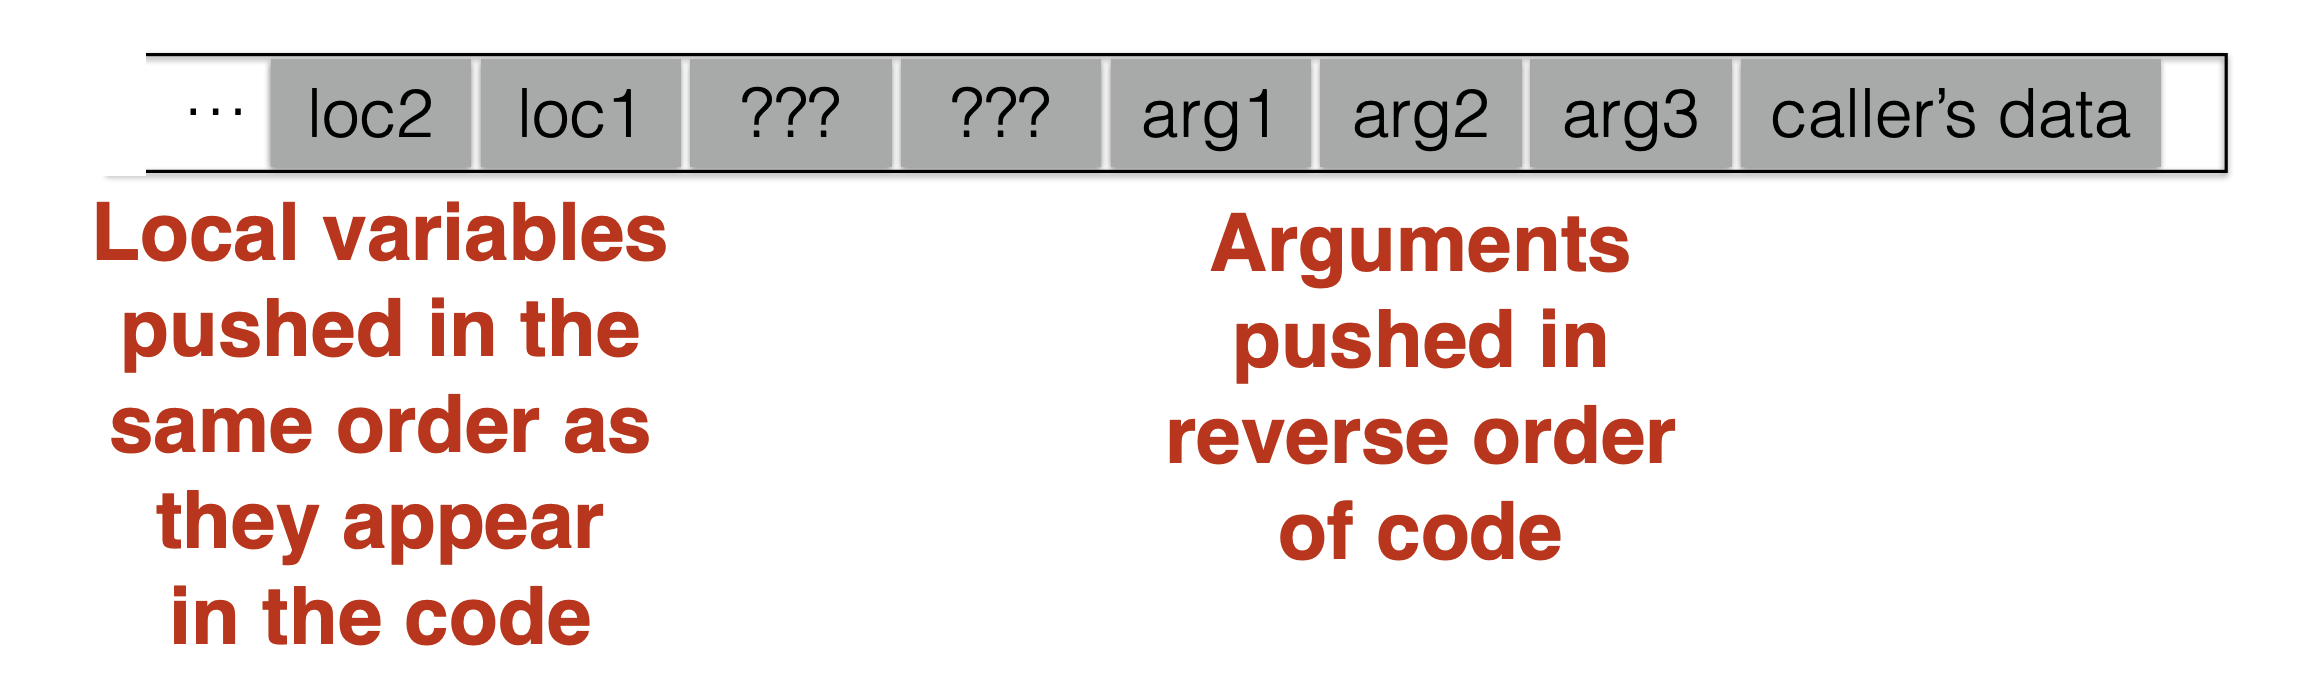 ... loc2 loc1 ??? ??? arg1 arg2 arg3 caller’s data
Local variables
pushed in the
same order as
they appear
in the code
Arguments
pushed in
reverse order
of code